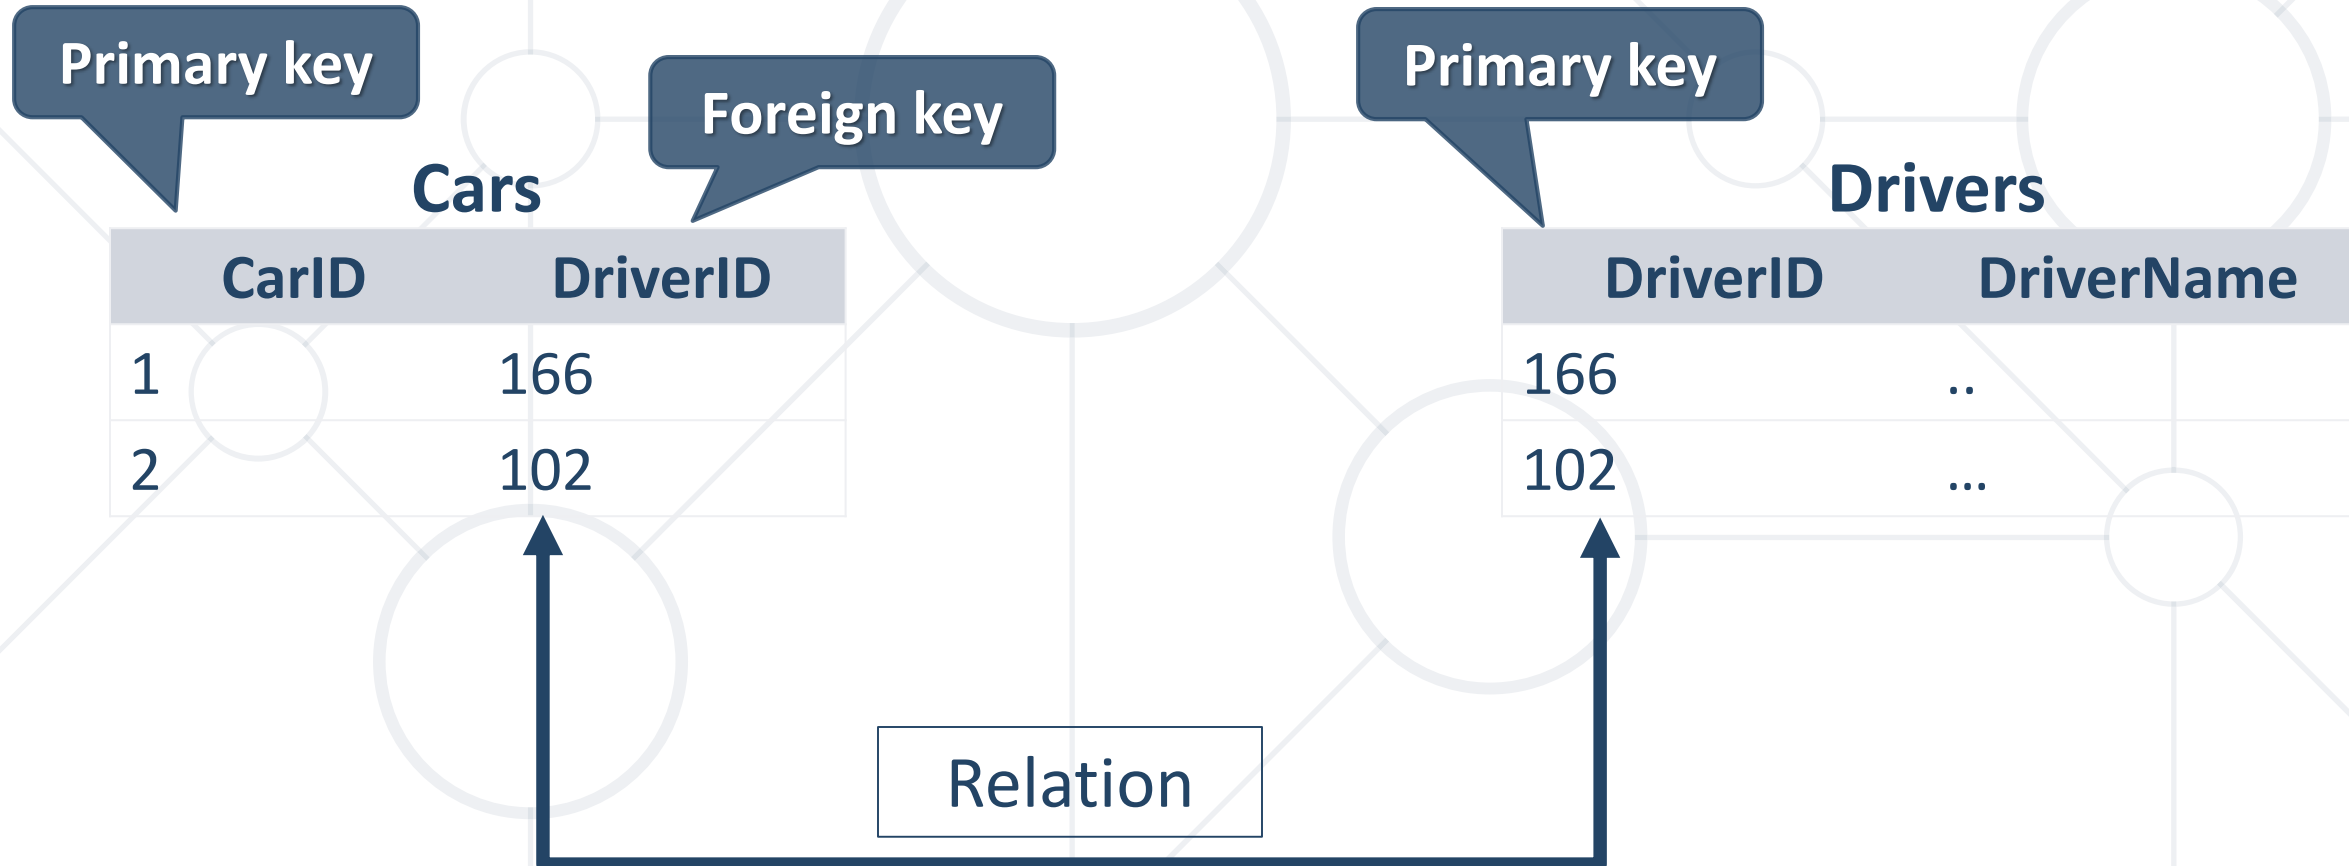 Primary key
Foreign key
Primary key
Cars
CarID DriverID
1 166
2 102
Drivers
DriverID DriverName
166 ..
102 ...
Relation